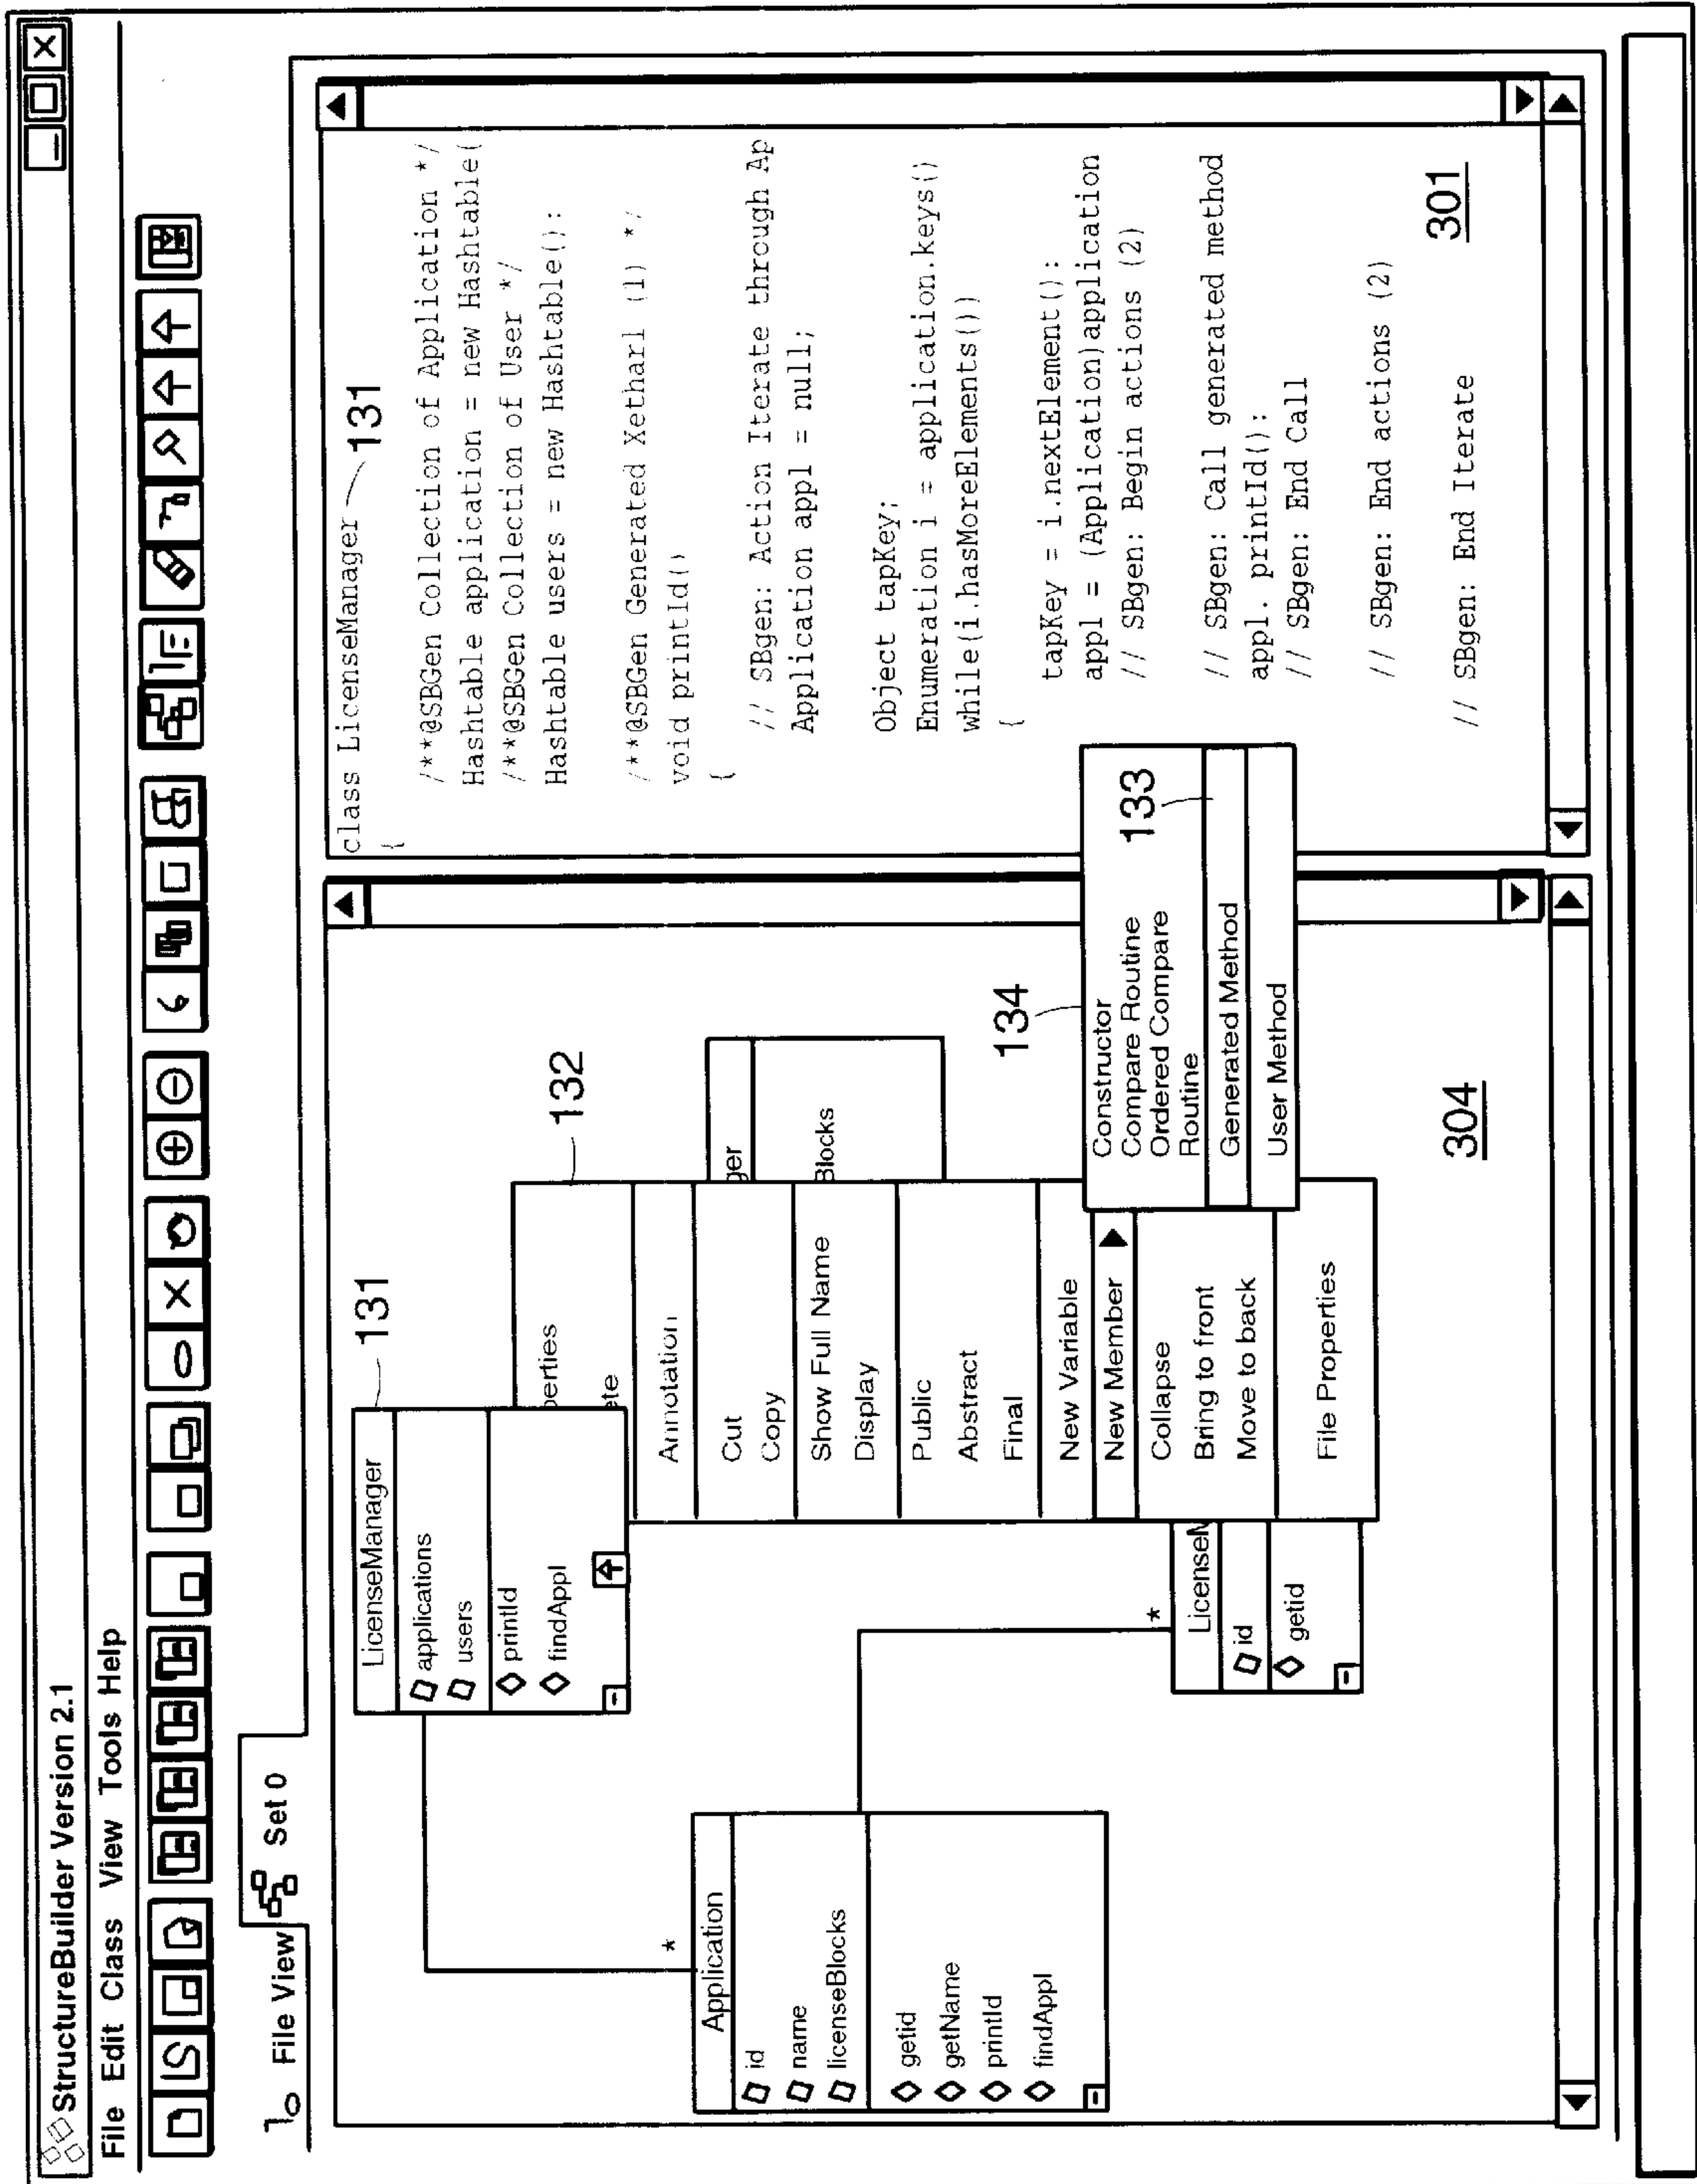 StructureBuilder Version 2.1
File Edit Class View Tools Help
File View
Set 0
LicenseManager
applications
users
printId
findAppl
131
Application
id
name
licenseBlocks
getid
getName
printId
findAppl
*
*
LicenseM
id
getid
132
perties
ete
Annotation
Cut
Copy
Show Full Name
Display
Public
Abstract
Final
New Variable
New Member
Collapse
Bring to front
Move to back
File Properties
ger
Blocks
134
Constructor
Compare Routine
Ordered Compare
Routine
Generated Method
User Method
133
304
class LicenseManager 131
{
/**@SBGen Collection of Application */
Hashtable application = new Hashtable(
/**@SBGen Collection of User */
Hashtable users = new Hashtable():
/**@SBGen Generated Xetharl (1) */
void printId()
{
// SBgen: Action Iterate through Ap
Application appl = null;
Object tapKey;
Enumeration i = application.keys()
while(i.hasMoreElements())
{
tapKey = i.nextElement():
appl = (Application)application
// SBgen: Begin actions (2)
// SBgen: Call generated method
appl. printId():
// SBgen: End Call
// SBgen: End actions (2)
// SBgen: End Iterate
301